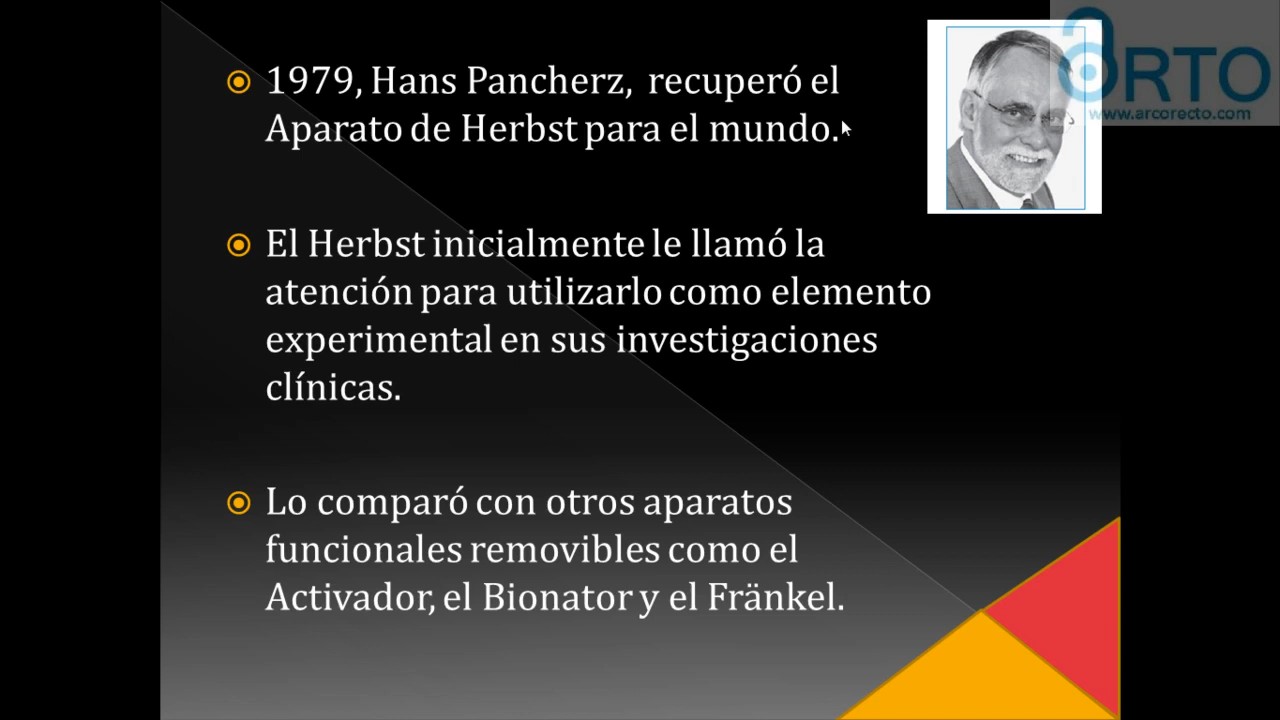 1979, Hans Pancherz, recuperó el
Aparato de Herbst para el mundo.
El Herbst inicialmente le llamó la
atención para utilizarlo como elemento
experimental en sus investigaciones
clínicas.
Lo comparó con otros aparatos
funcionales removibles como el
Activador, el Bionator y el Fränkel.
ARTO
www.arcorecto.com